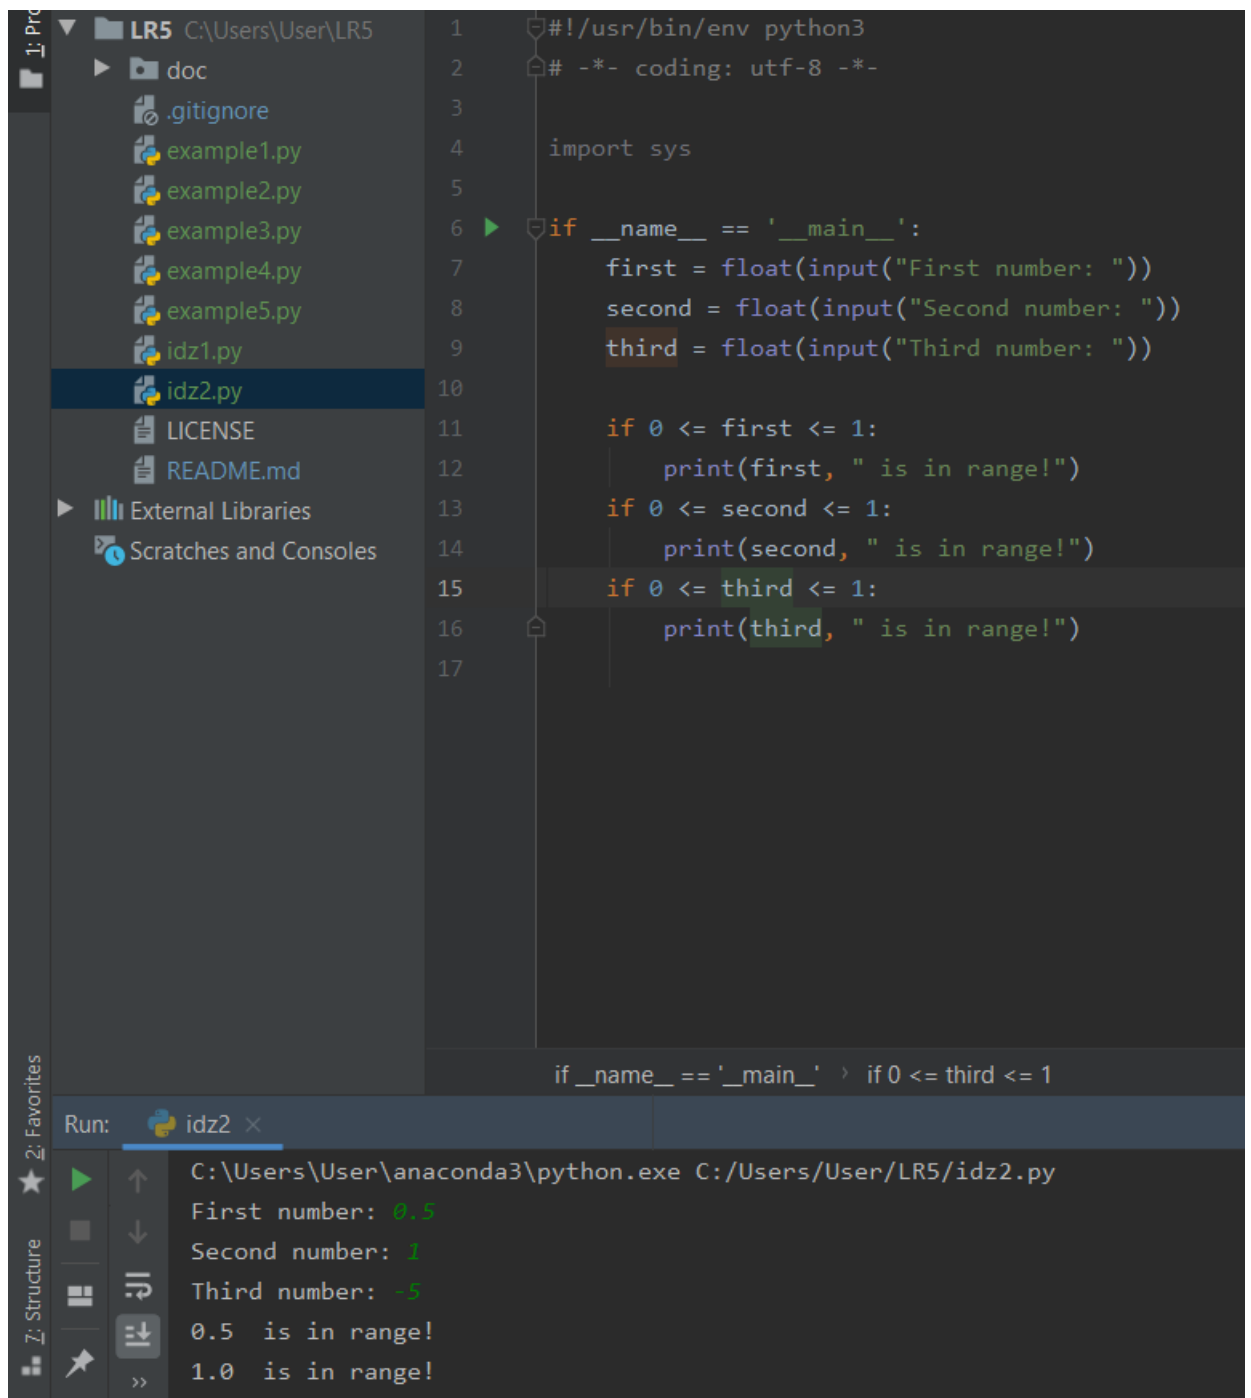 1: Pro
LR5 C:\Users\User\LR5
doc
.gitignore
example1.py
example2.py
example3.py
example4.py
example5.py
idz1.py
idz2.py
LICENSE
README.md
External Libraries
Scratches and Consoles
1 #!/usr/bin/env python3
2 # -*- coding: utf-8 -*-
3
4 import sys
5
6 if __name__ == '__main__':
7     first = float(input("First number: "))
8     second = float(input("Second number: "))
9     third = float(input("Third number: "))
10
11     if 0 <= first <= 1:
12         print(first, " is in range!")
13     if 0 <= second <= 1:
14         print(second, " is in range!")
15     if 0 <= third <= 1:
16         print(third, " is in range!")
17
if __name__ == '__main__' › if 0 <= third <= 1
2: Favorites
7: Structure
Run: idz2 ×
C:\Users\User\anaconda3\python.exe C:/Users/User/LR5/idz2.py
First number: 0.5
Second number: 1
Third number: -5
0.5  is in range!
1.0  is in range!